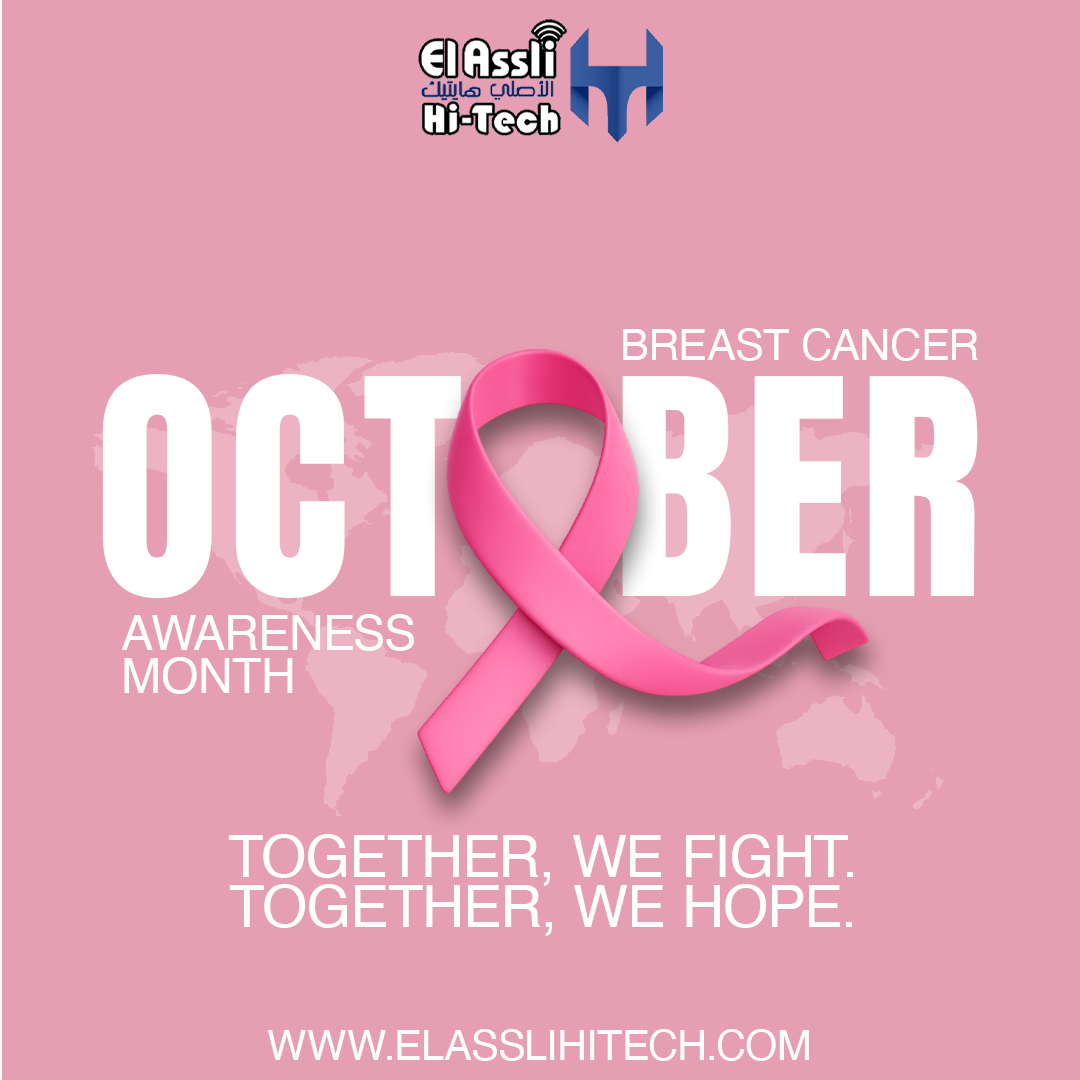 El Assli
الأصلي هايتيك
Hi-Tech
BREAST CANCER
OCTOBER
AWARENESS
MONTH
TOGETHER, WE FIGHT.
TOGETHER, WE HOPE.
WWW.ELASSLIHITECH.COM